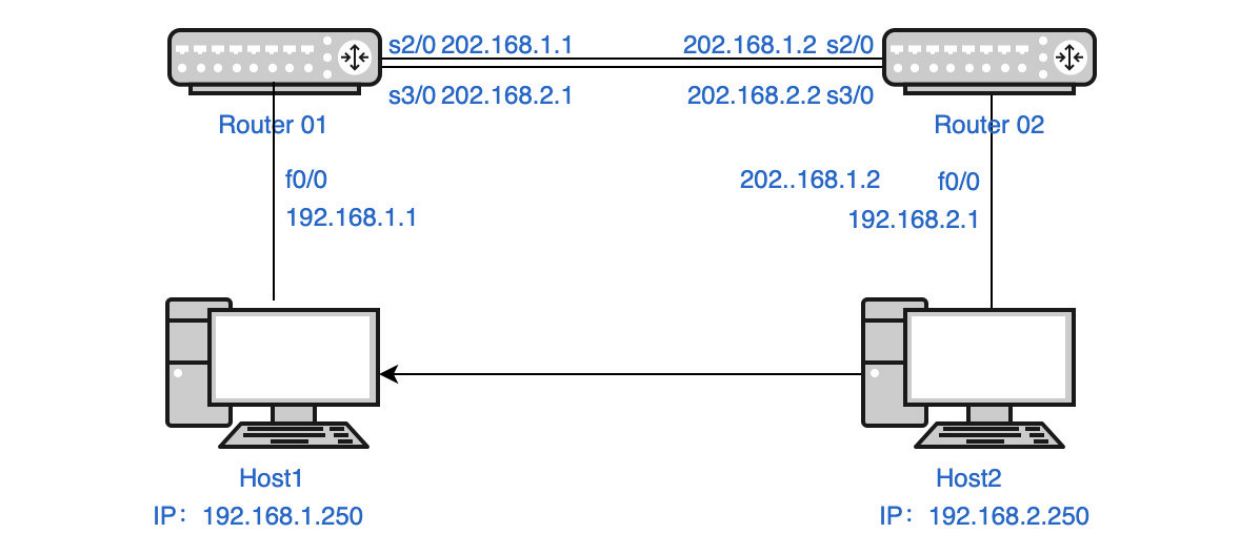 s2/0 202.168.1.1
202.168.1.2 s2/0
s3/0 202.168.2.1
202.168.2.2 s3/0
Router 01
Router 02
f0/0
202..168.1.2
f0/0
192.168.1.1
192.168.2.1
Host1
Host2
IP：192.168.1.250
IP：192.168.2.250